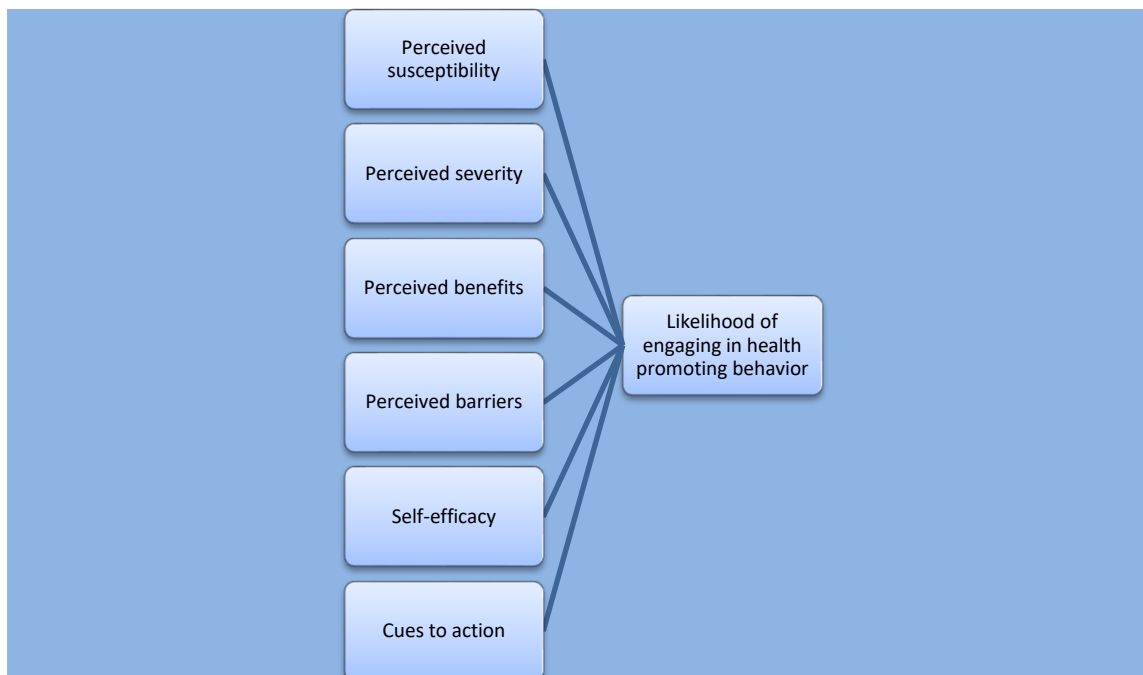 Perceived
susceptibility
Perceived severity
Perceived benefits
Perceived barriers
Self-efficacy
Cues to action
Likelihood of
engaging in health
promoting behavior